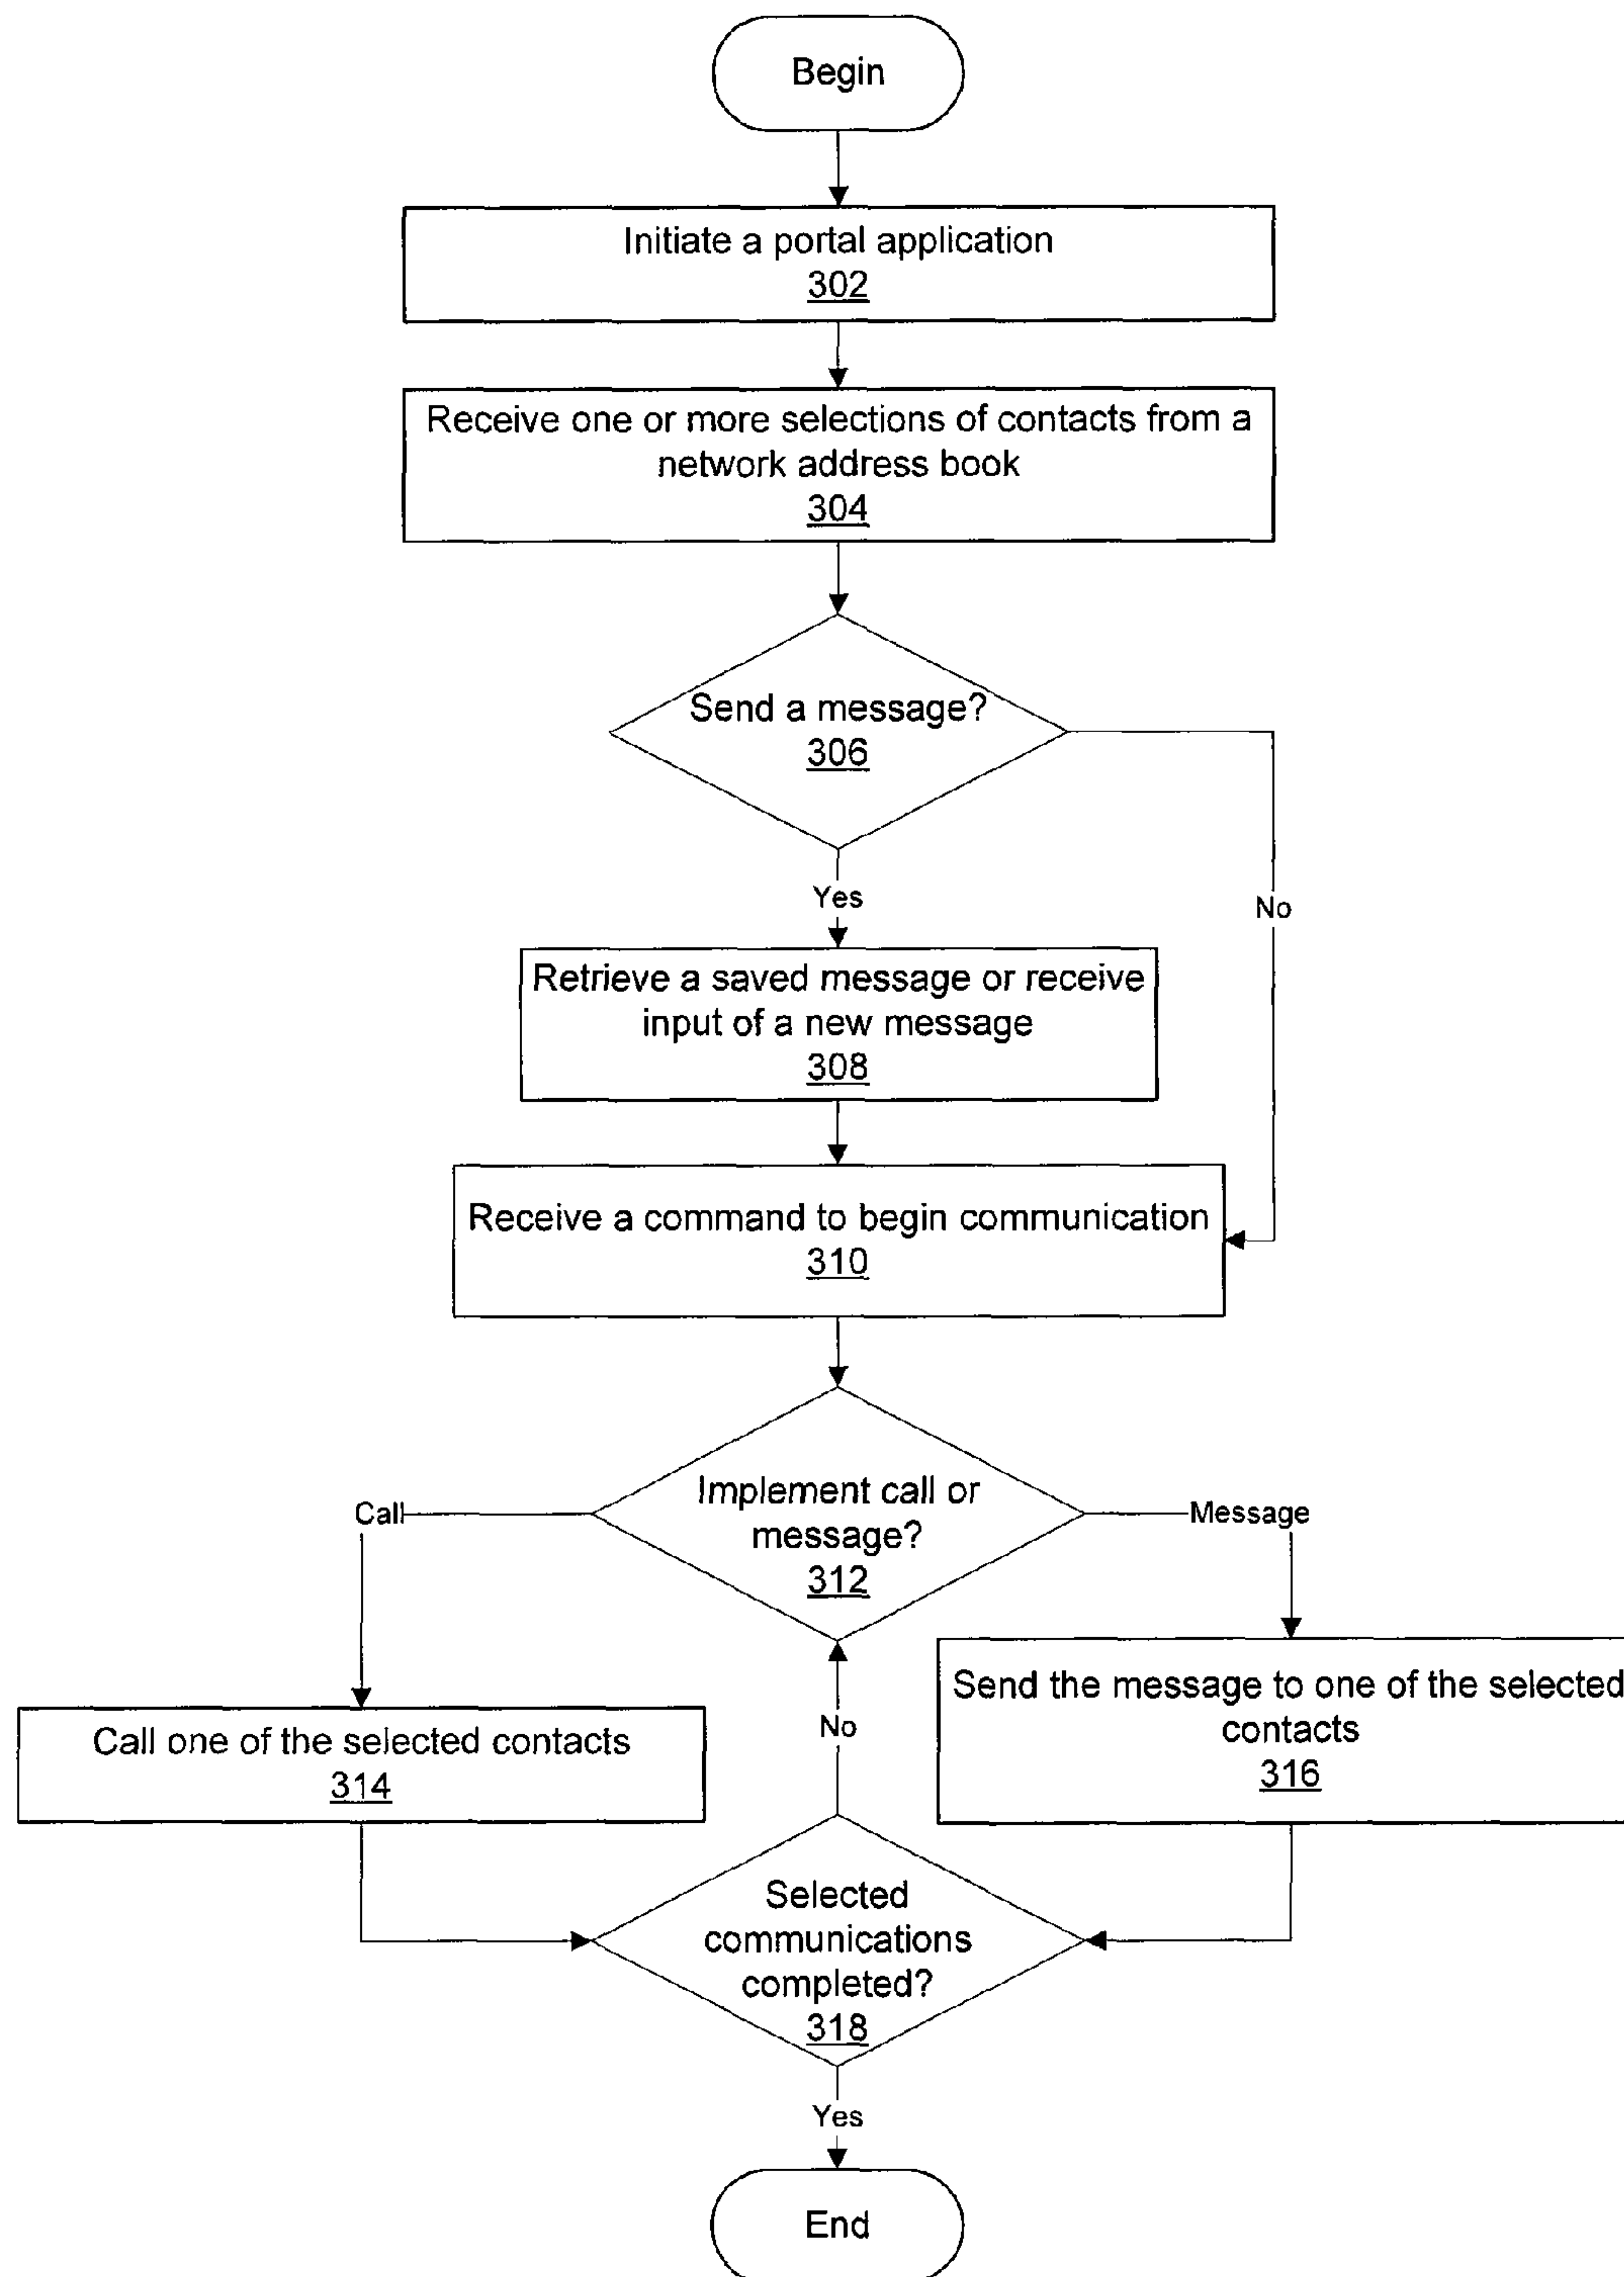 Begin
Initiate a portal application
302
Receive one or more selections of contacts from a
network address book
304
Send a message?
306
Yes
No
Retrieve a saved message or receive
input of a new message
308
Receive a command to begin communication
310
Implement call or
message?
312
Call
Message
Call one of the selected contacts
314
No
Send the message to one of the selected
contacts
316
Selected
communications
completed?
318
Yes
End